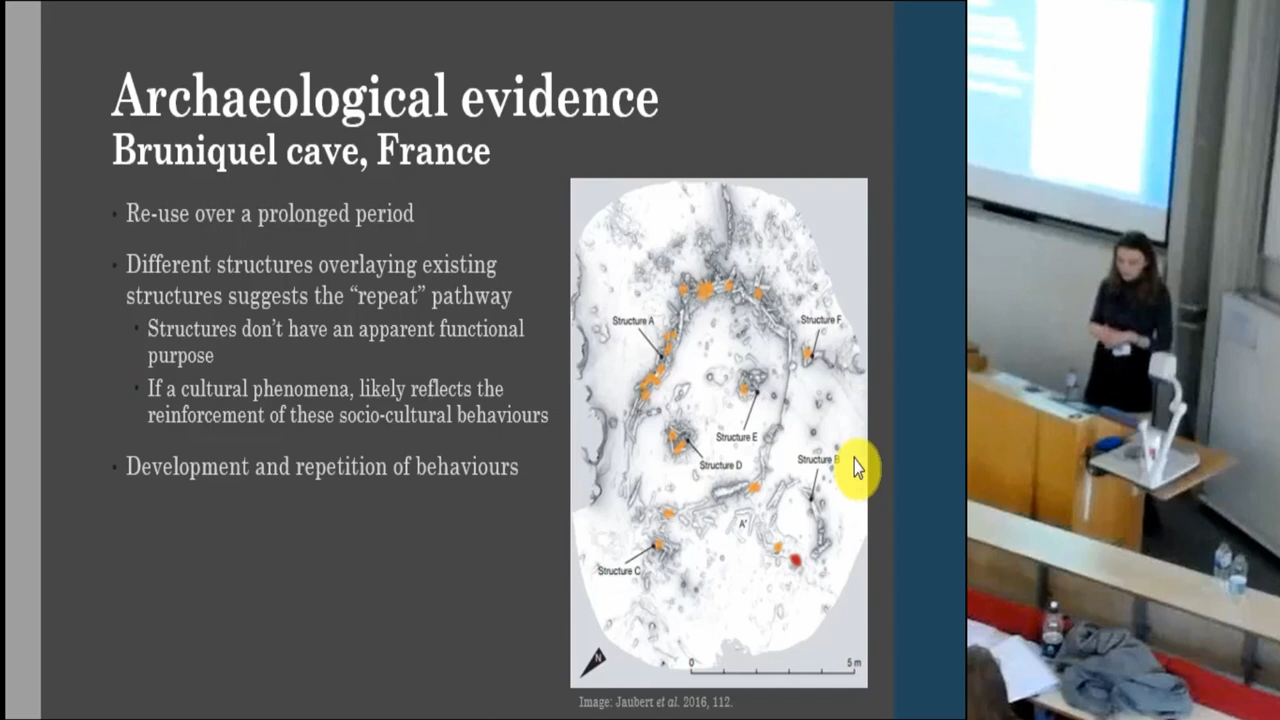 Archaeological evidence
Bruniquel cave, France
Re-use over a prolonged period
Different structures overlaying existing
structures suggests the “repeat” pathway
Structures don’t have an apparent functional
purpose
If a cultural phenomena, likely reflects the
reinforcement of these socio-cultural behaviours
Development and repetition of behaviours
Structure A
Structure F
Structure E
Structure D
Structure B
A'
Structure C
N
0
5 m
Image: Jaubert et al. 2016, 112.